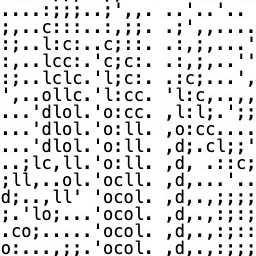 ....:;;;..;',,. ..'..'..
.;..c:::...:,;;. .;',,...,
:;..l:c:..c;::. .:,;...,'
:,..lcc:.'c;c:. .:,;,..''
:;..lclc.'l;c:. .:c;...',
',..ollc.'l:cc. 'l:c,..,,
...'dlol.'o:cc. ,l:l;.';;
...'dlol.'o:ll. ,o:cc....
...'dlol.'o:ll. ,d;.cl;;'
..;lc,ll.'o:ll. ,d, .::c;
;ll,..ol.'ocll. ,d,...'..
d;..,ll' 'ocol. ,d,..,;;;;
;.'lo;...'ocol. ,d,.,:;;;;
.co;.....'ocol. ,d,.,::::
o:...,;;.'ocol. ,d,.,;:::